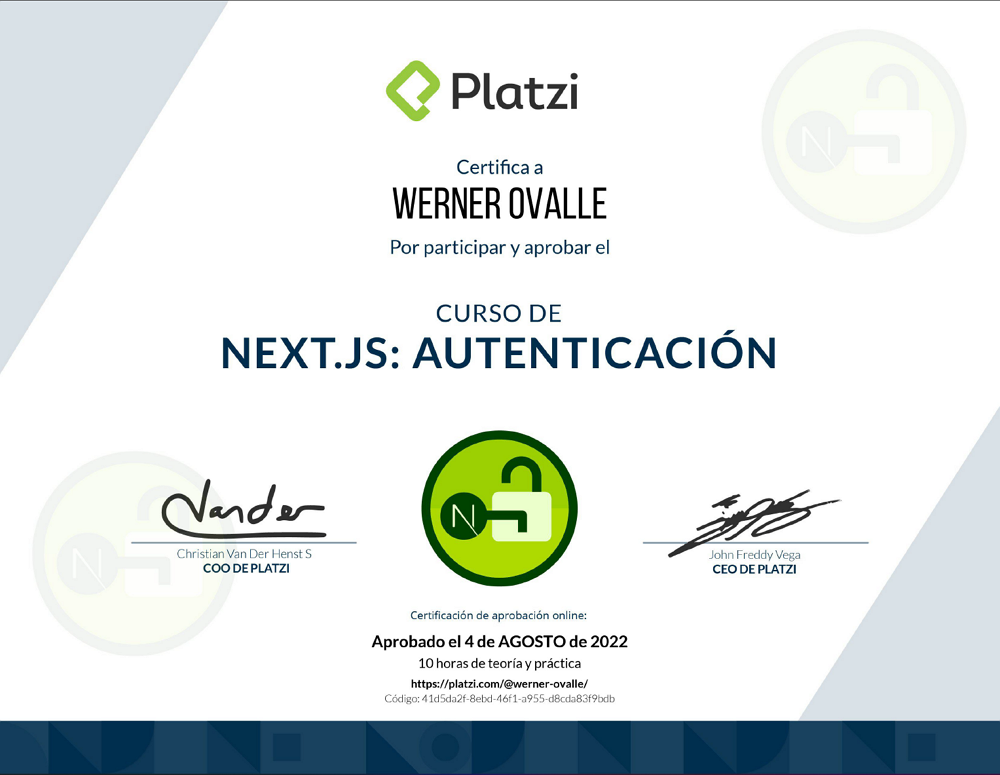 Platzi
Certifica a
WERNER OVALLE
Por participar y aprobar el
CURSO DE
NEXT.JS: AUTENTICACIÓN
Vander
N
Christian Van Der Henst S
COO DE PLATZI
John Freddy Vega
CEO DE PLATZI
Certificación de aprobación online:
Aprobado el 4 de AGOSTO de 2022
10 horas de teoría y práctica
https://platzi.com/@werner-ovalle/
Código: 41d5da2f-8ebd-46f1-a955-d8cda83f9bdb